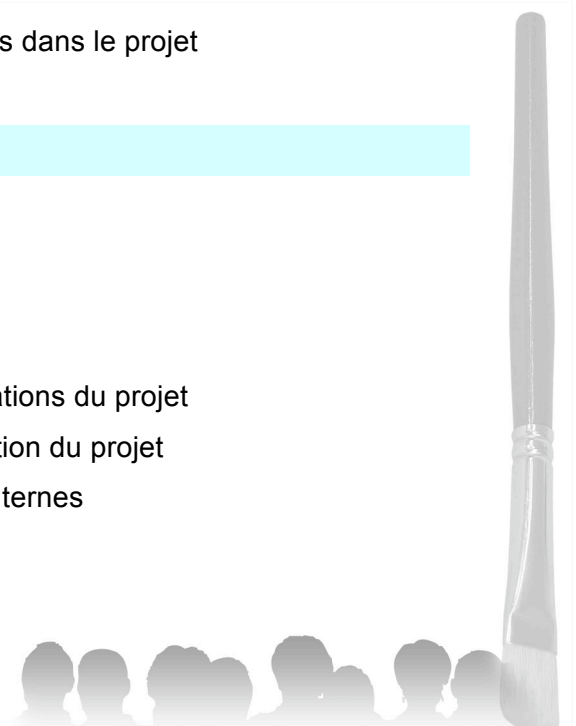 s dans le projet
ations du projet
tion du projet
ternes